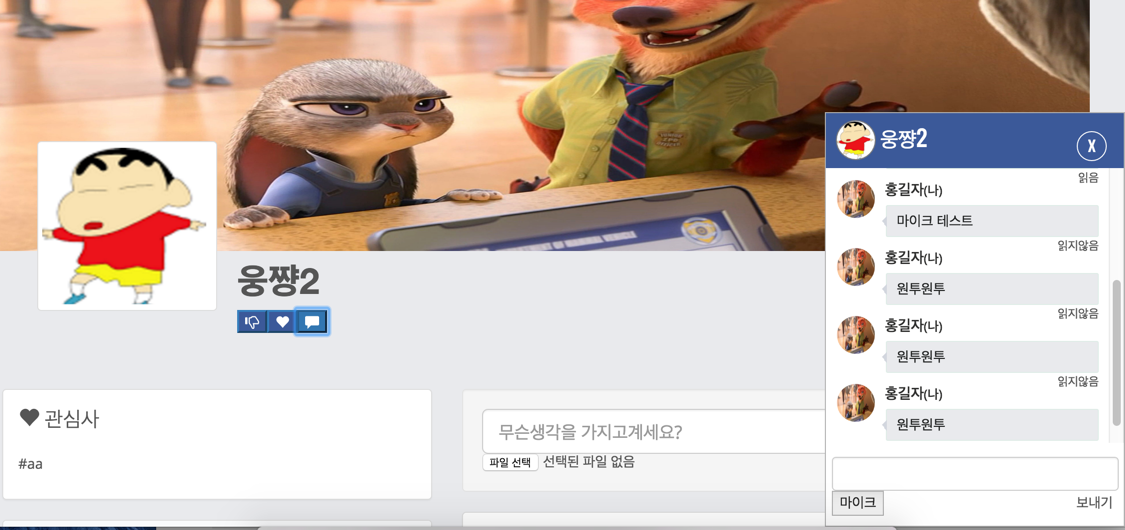 웅쨩2
관심사
#aa
무슨생각을 가지고계세요?
파일 선택 선택된 파일 없음
웅쨩2
X
읽음
홍길자(나)
마이크 테스트
읽지않음
홍길자(나)
원투원투
읽지않음
홍길자(나)
원투원투
읽지않음
홍길자(나)
원투원투
마이크
보내기